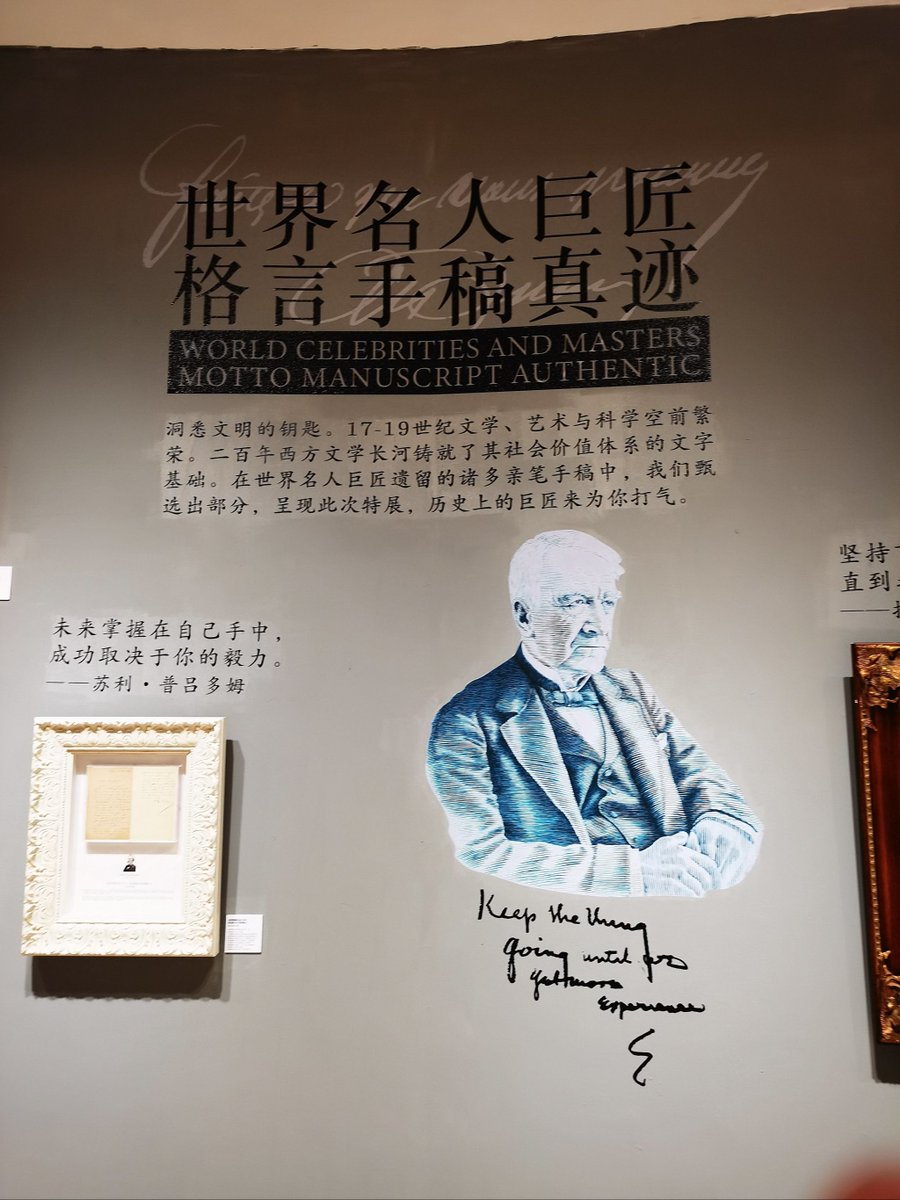 世界名人巨匠
格言手稿真迹
WORLD CELEBRITIES AND MASTERS
MOTTO MANUSCRIPT AUTHENTIC
洞悉文明的钥匙。17-19世纪文学、艺术与科学空前繁
荣。二百年西方文学长河铸就了其社会价值体系的文字
基础。在世界名人巨匠遗留的诸多亲笔手稿中，我们甄
选出部分，呈现此次特展，历史上的巨匠来为你打气。
未来掌握在自己手中，
成功取决于你的毅力。
——苏利·普吕多姆
坚持
直到
——
Keep the thing
going until you
get more
Experience